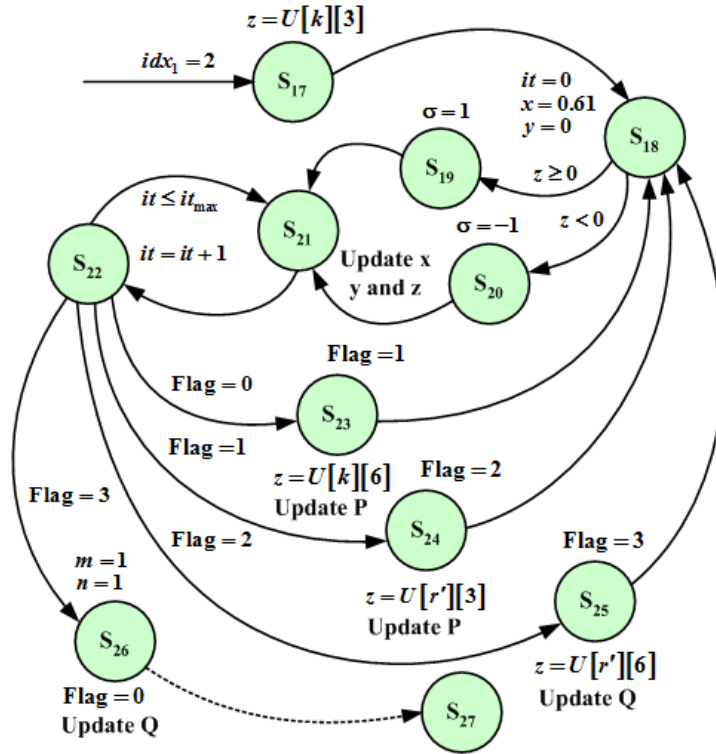 z = U[k][3]
idx₁ = 2
S₁₇
it = 0
x = 0.61
y = 0
S₁₈
σ = 1
S₁₉
z ≥ 0
it ≤ it_max
S₂₁
σ = −1
z < 0
S₂₂
it = it + 1
Update x
y and z
S₂₀
Flag = 1
Flag = 0
S₂₃
Flag = 1
z = U[k][6]
Update P
Flag = 2
Flag = 3
S₂₄
Flag = 2
Flag = 3
m = 1
n = 1
z = U[r′][3]
Update P
S₂₅
S₂₆
z = U[r′][6]
Update Q
Flag = 0
Update Q
S₂₇